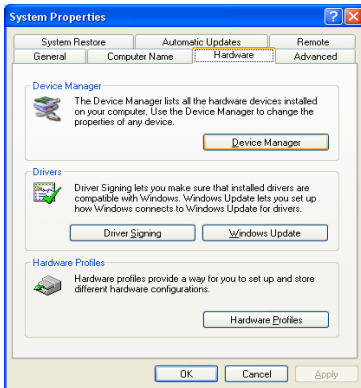 System Properties
System Restore Automatic Updates Remote
General Computer Name Hardware Advanced
Device Manager
The Device Manager lists all the hardware devices installed
on your computer. Use the Device Manager to change the
properties of any device.
Device Manager
Drivers
Driver Signing lets you make sure that installed drivers are
compatible with Windows. Windows Update lets you set up
how Windows connects to Windows Update for drivers.
Driver Signing Windows Update
Hardware Profiles
Hardware profiles provide a way for you to set up and store
different hardware configurations.
Hardware Profiles
OK Cancel Apply